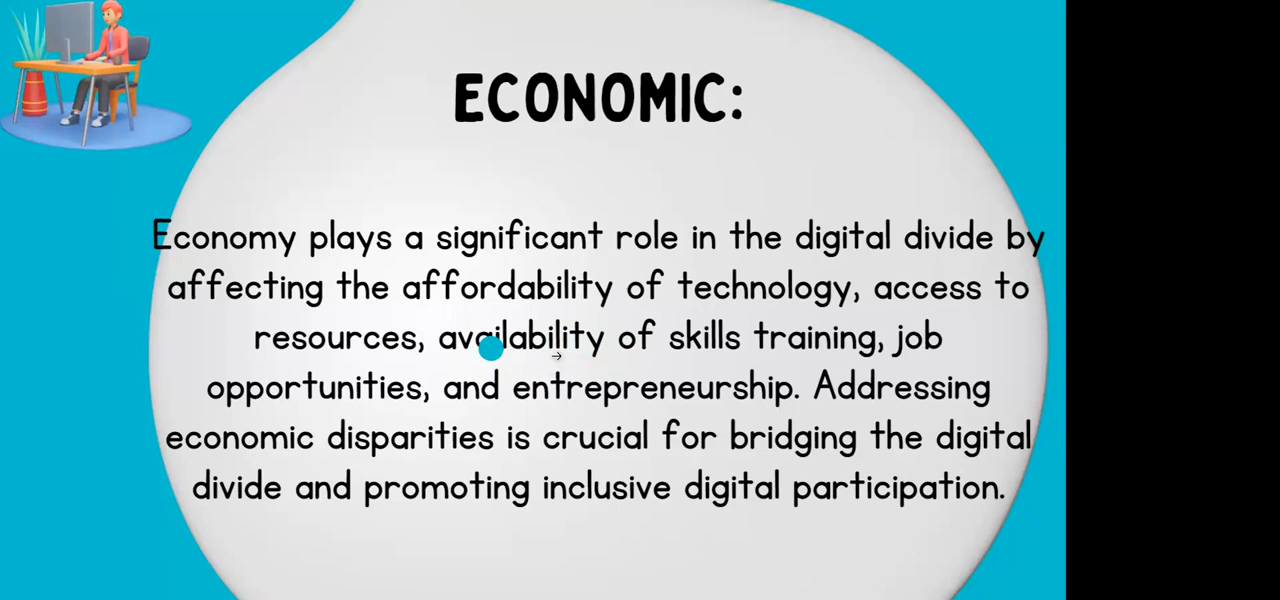 ECONOMIC:
Economy plays a significant role in the digital divide by
affecting the affordability of technology, access to
resources, availability of skills training, job
opportunities, and entrepreneurship. Addressing
economic disparities is crucial for bridging the digital
divide and promoting inclusive digital participation.